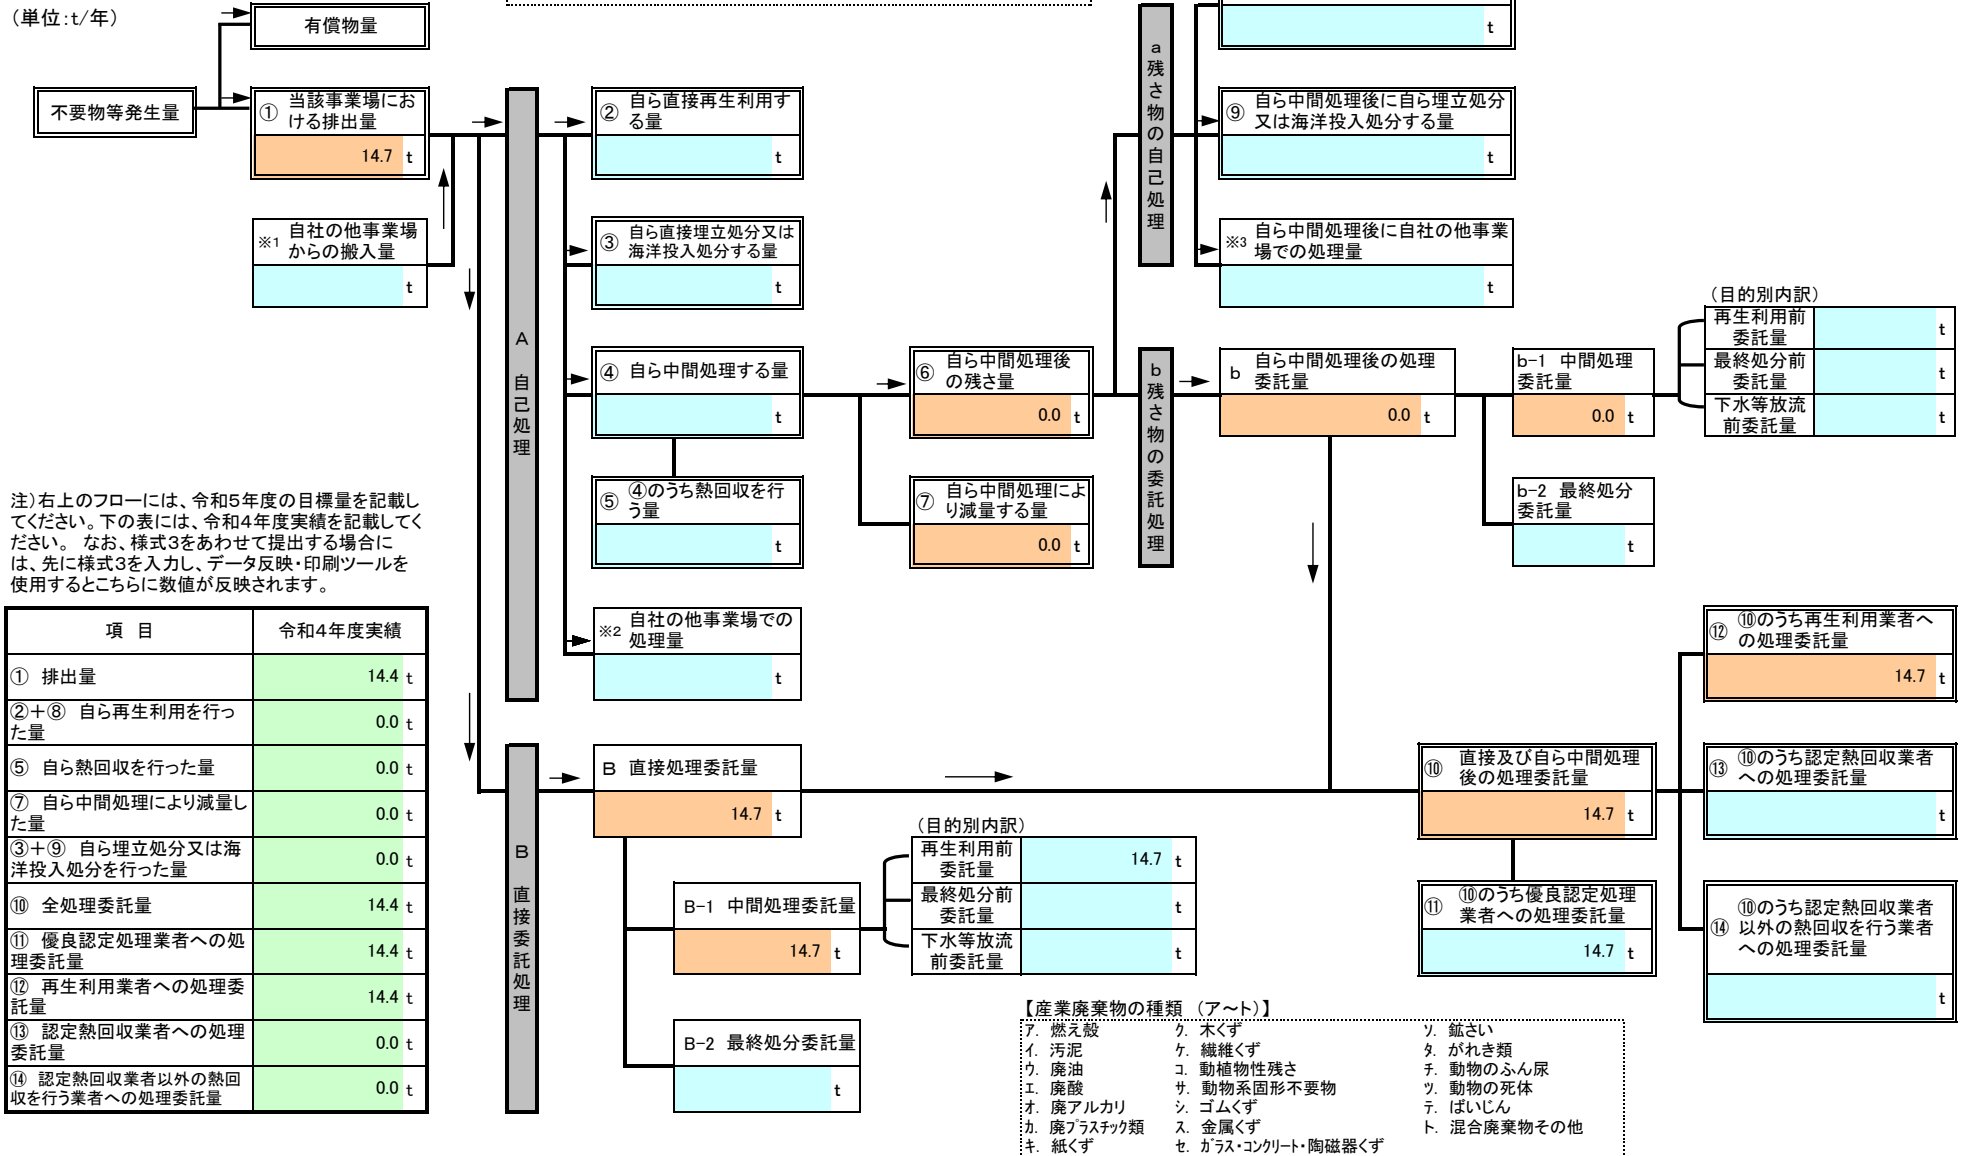 (単位:t/年)
有償物量
t
不要物等発生量
① 当該事業場にお
ける排出量
14.7 t
※1 自社の他事業場
からの搬入量
t
A 自己処理
② 自ら直接再生利用す
る量
t
③ 自ら直接埋立処分又は
海洋投入処分する量
t
④ 自ら中間処理する量
t
⑤ ④のうち熱回収を行
う量
t
※2 自社の他事業場での
処理量
t
⑥ 自ら中間処理後
の残さ量
0.0 t
⑦ 自ら中間処理によ
り減量する量
0.0 t
a 残さ物の自己処理
⑨ 自ら中間処理後に自ら埋立処分
又は海洋投入処分する量
t
※3 自ら中間処理後に自社の他事業
場での処理量
t
b 残さ物の委託処理
b 自ら中間処理後の処理
委託量
0.0 t
b-1 中間処理
委託量
0.0 t
(目的別内訳)
再生利用前
委託量
t
最終処分前
委託量
t
下水等放流
前委託量
t
b-2 最終処分
委託量
t
注)右上のフローには、令和5年度の目標量を記載し
てください。下の表には、令和4年度実績を記載してく
ださい。 なお、様式3をあわせて提出する場合に
は、先に様式3を入力し、データ反映・印刷ツールを
使用するとこちらに数値が反映されます。
項 目 令和4年度実績
① 排出量 14.4 t
②+⑧ 自ら再生利用を行っ
た量 0.0 t
⑤ 自ら熱回収を行った量 0.0 t
⑦ 自ら中間処理により減量し
た量 0.0 t
③+⑨ 自ら埋立処分又は海
洋投入処分を行った量 0.0 t
⑩ 全処理委託量 14.4 t
⑪ 優良認定処理業者への処
理委託量 14.4 t
⑫ 再生利用業者への処理委
託量 14.4 t
⑬ 認定熱回収業者への処理
委託量 0.0 t
⑭ 認定熱回収業者以外の熱回
収を行う業者への処理委託量 0.0 t
B 直接委託処理
B 直接処理委託量
14.7 t
B-1 中間処理委託量
14.7 t
(目的別内訳)
再生利用前
委託量
14.7 t
最終処分前
委託量
t
下水等放流
前委託量
t
B-2 最終処分委託量
t
⑩ 直接及び自ら中間処理
後の処理委託量
14.7 t
⑪ ⑩のうち優良認定処理
業者への処理委託量
14.7 t
⑫ ⑩のうち再生利用業者へ
の処理委託量
14.7 t
⑬ ⑩のうち認定熱回収業者
への処理委託量
t
⑭ ⑩のうち認定熱回収業者
以外の熱回収を行う業者
への処理委託量
t
【産業廃棄物の種類 (ア~ト)】
ア. 燃え殻 ク. 木くず ソ. 鉱さい
イ. 汚泥 ケ. 繊維くず タ. がれき類
ウ. 廃油 コ. 動植物性残さ チ. 動物のふん尿
エ. 廃酸 サ. 動物系固形不要物 ツ. 動物の死体
オ. 廃アルカリ シ. ゴムくず テ. ばいじん
カ. 廃プラスチック類 ス. 金属くず ト. 混合廃棄物その他
キ. 紙くず セ. ガラス・コンクリート・陶磁器くず